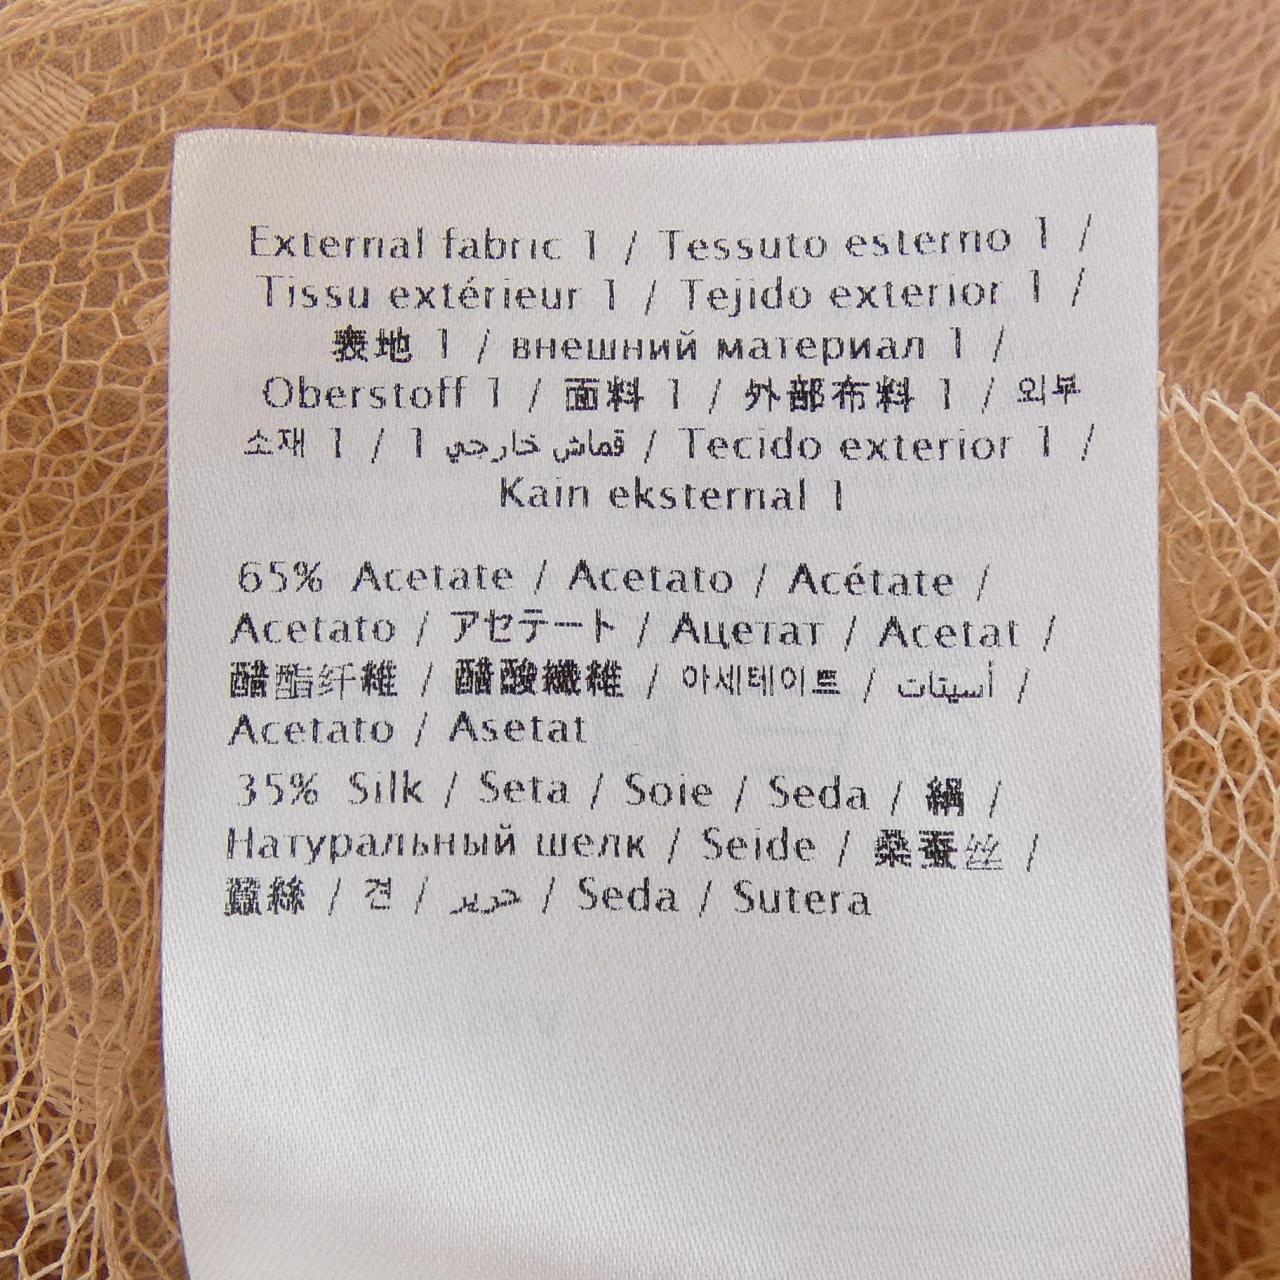 External fabric 1 / Tessuto esterno 1 /
Tissu extérieur 1 / Tejido exterior 1 /
表地 1 / внешний материал 1 /
Oberstoff 1 / 面料 1 / 外部布料 1 / 외부
소재 1 / 1 قماش خارجي / Tecido exterior 1 /
Kain eksternal 1
65% Acetate / Acetato / Acétate /
Acetato / アセテート / Ацетат / Acetat /
醋酯纤维 / 醋酸纖維 / 아세테이트 / أسيتات /
Acetato / Asetat
35% Silk / Seta / Soie / Seda / 絹 /
Натуральный шелк / Seide / 桑蚕丝 /
蠶絲 / 견 / حرير / Seda / Sutera